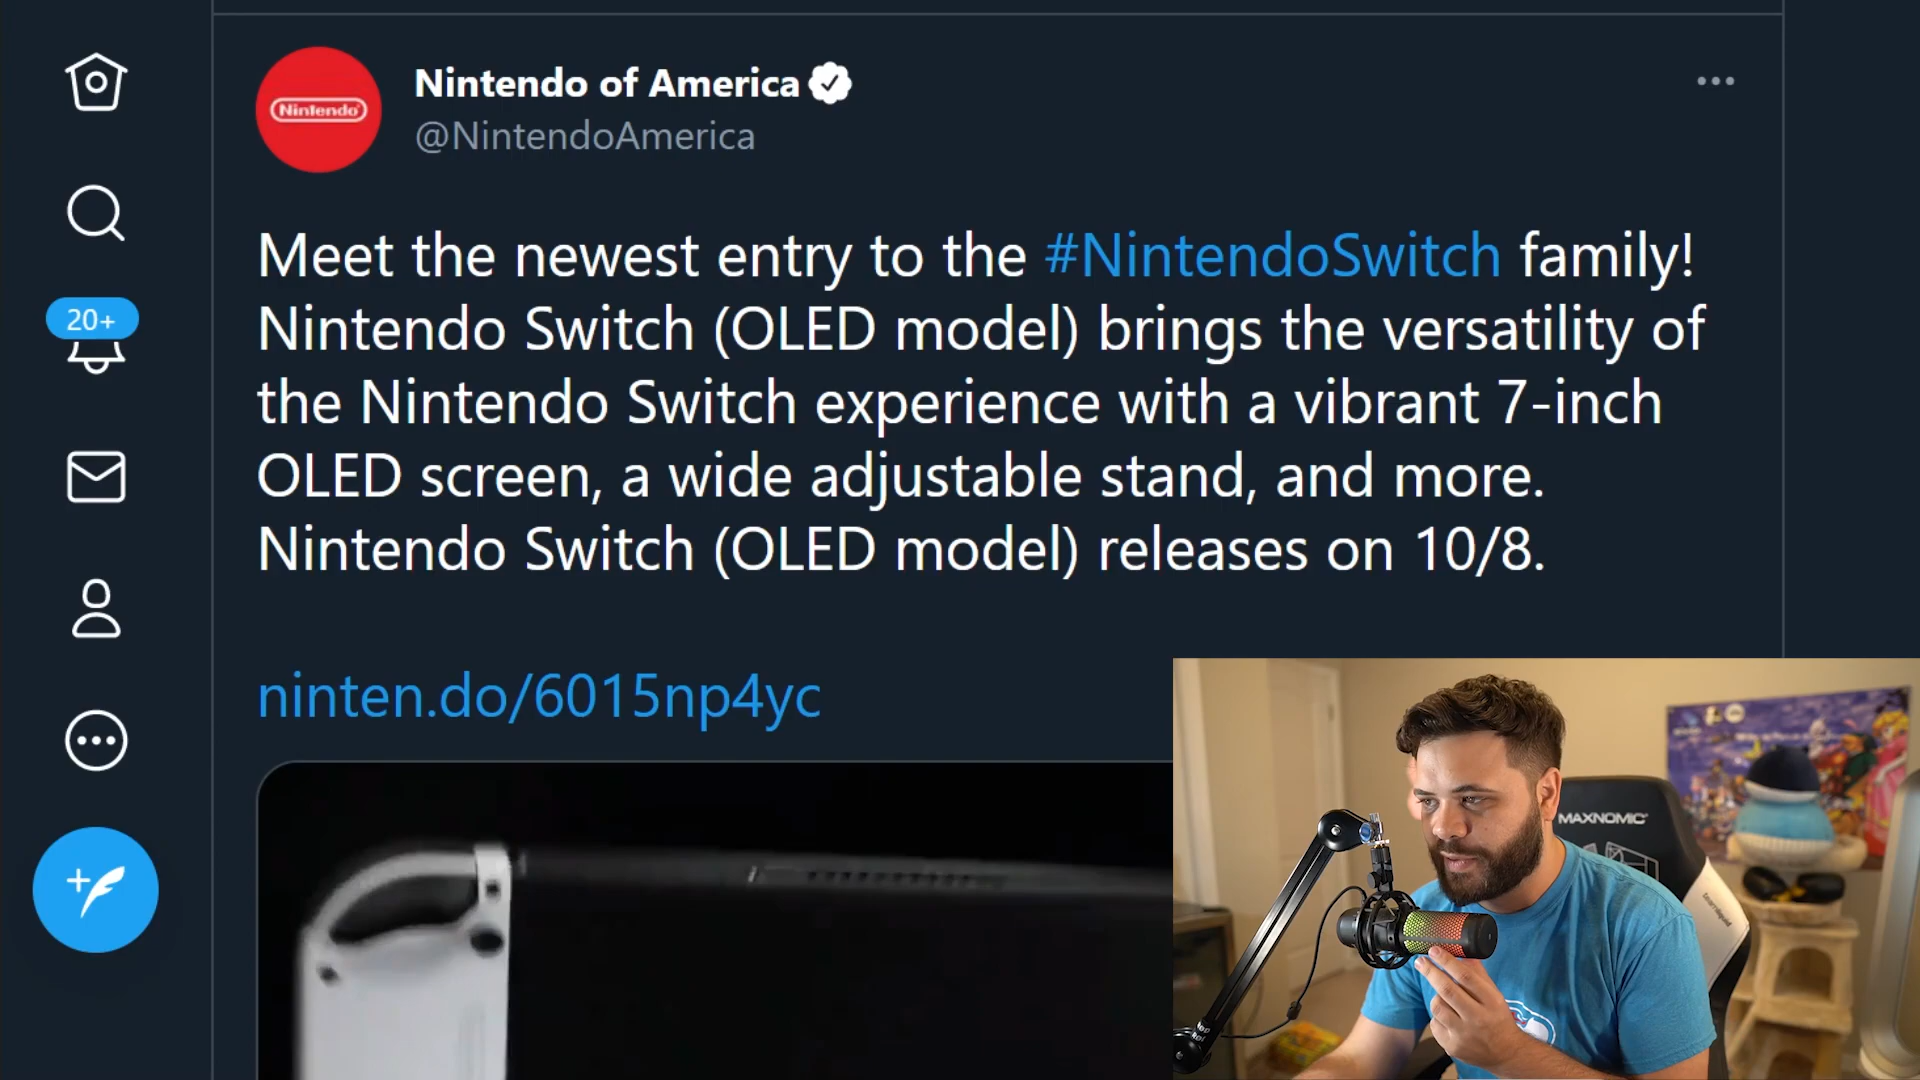 Nintendo of America
@NintendoAmerica
Nintendo
Meet the newest entry to the #NintendoSwitch family!
Nintendo Switch (OLED model) brings the versatility of
the Nintendo Switch experience with a vibrant 7-inch
OLED screen, a wide adjustable stand, and more.
Nintendo Switch (OLED model) releases on 10/8.
ninten.do/6015np4yc
20+
MAXNOMIC